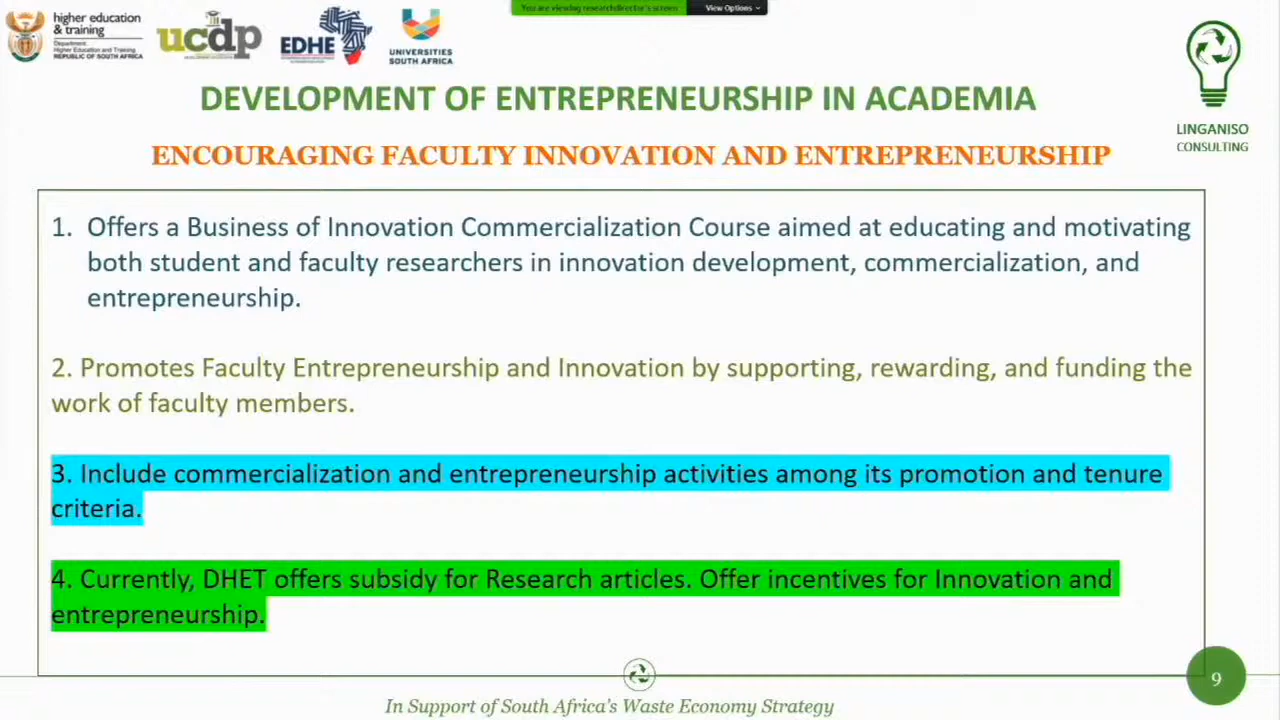 You are viewing researchdirector's screen
View Options
higher education
& training
Department:
Higher Education and Training
REPUBLIC OF SOUTH AFRICA
ucdp
EDHE
UNIVERSITIES
SOUTH AFRICA
LINGANISO
CONSULTING
DEVELOPMENT OF ENTREPRENEURSHIP IN ACADEMIA
ENCOURAGING FACULTY INNOVATION AND ENTREPRENEURSHIP
1. Offers a Business of Innovation Commercialization Course aimed at educating and motivating
both student and faculty researchers in innovation development, commercialization, and
entrepreneurship.
2. Promotes Faculty Entrepreneurship and Innovation by supporting, rewarding, and funding the
work of faculty members.
3. Include commercialization and entrepreneurship activities among its promotion and tenure
criteria.
4. Currently, DHET offers subsidy for Research articles. Offer incentives for Innovation and
entrepreneurship.
9
In Support of South Africa's Waste Economy Strategy